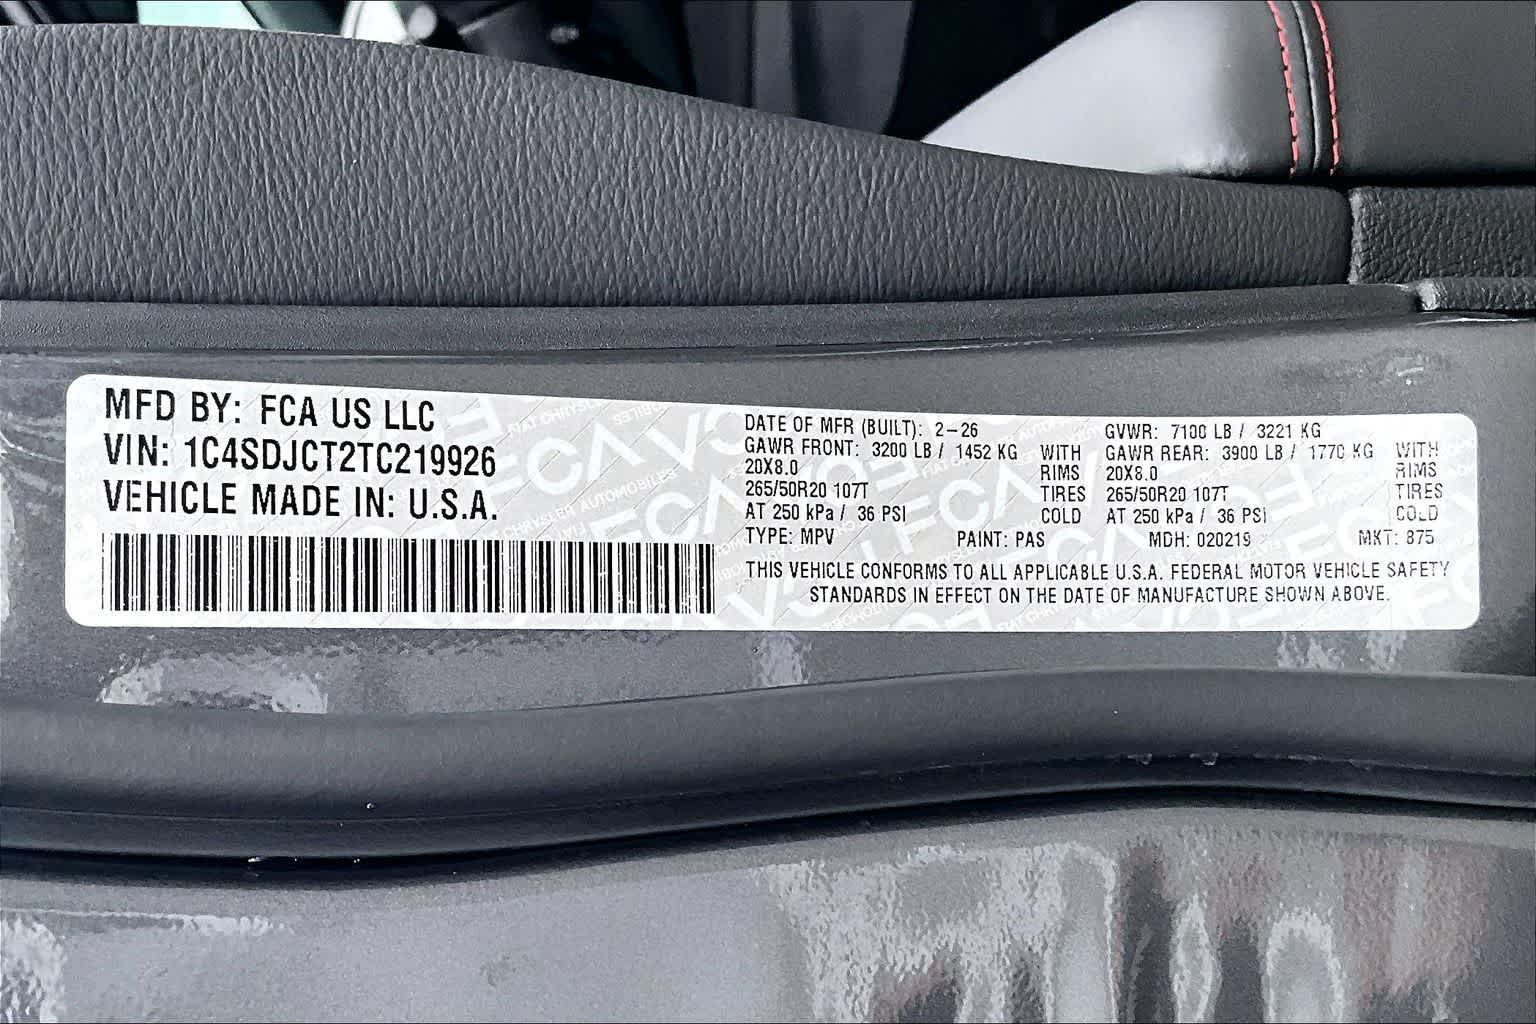 MFD BY: FCA US LLC
VIN: 1C4SDJCT2TC219926
VEHICLE MADE IN: U.S.A.
DATE OF MFR (BUILT): 2-26 GVWR: 7100 LB / 3221 KG
GAWR FRONT: 3200 LB / 1452 KG WITH GAWR REAR: 3900 LB / 1770 KG WITH
20X8.0 RIMS 20X8.0 RIMS
265/50R20 107T TIRES 265/50R20 107T TIRES
AT 250 kPa / 36 PSI COLD AT 250 kPa / 36 PSI COLD
TYPE: MPV PAINT: PAS MDH: 020219 MKT: 875
THIS VEHICLE CONFORMS TO ALL APPLICABLE U.S.A. FEDERAL MOTOR VEHICLE SAFETY
STANDARDS IN EFFECT ON THE DATE OF MANUFACTURE SHOWN ABOVE.